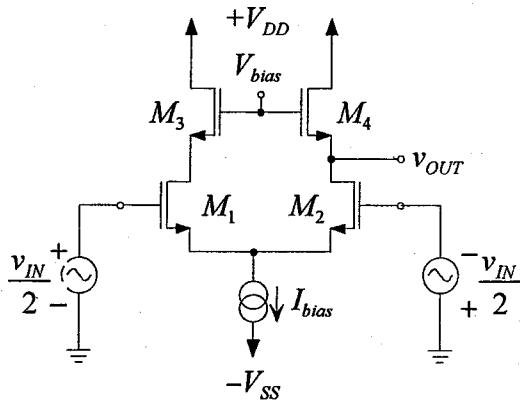 +V_DD
V_bias
M_3
M_4
v_OUT
M_1
M_2
v_IN/2
+
−
−
+
v_IN/2
I_bias
−V_SS